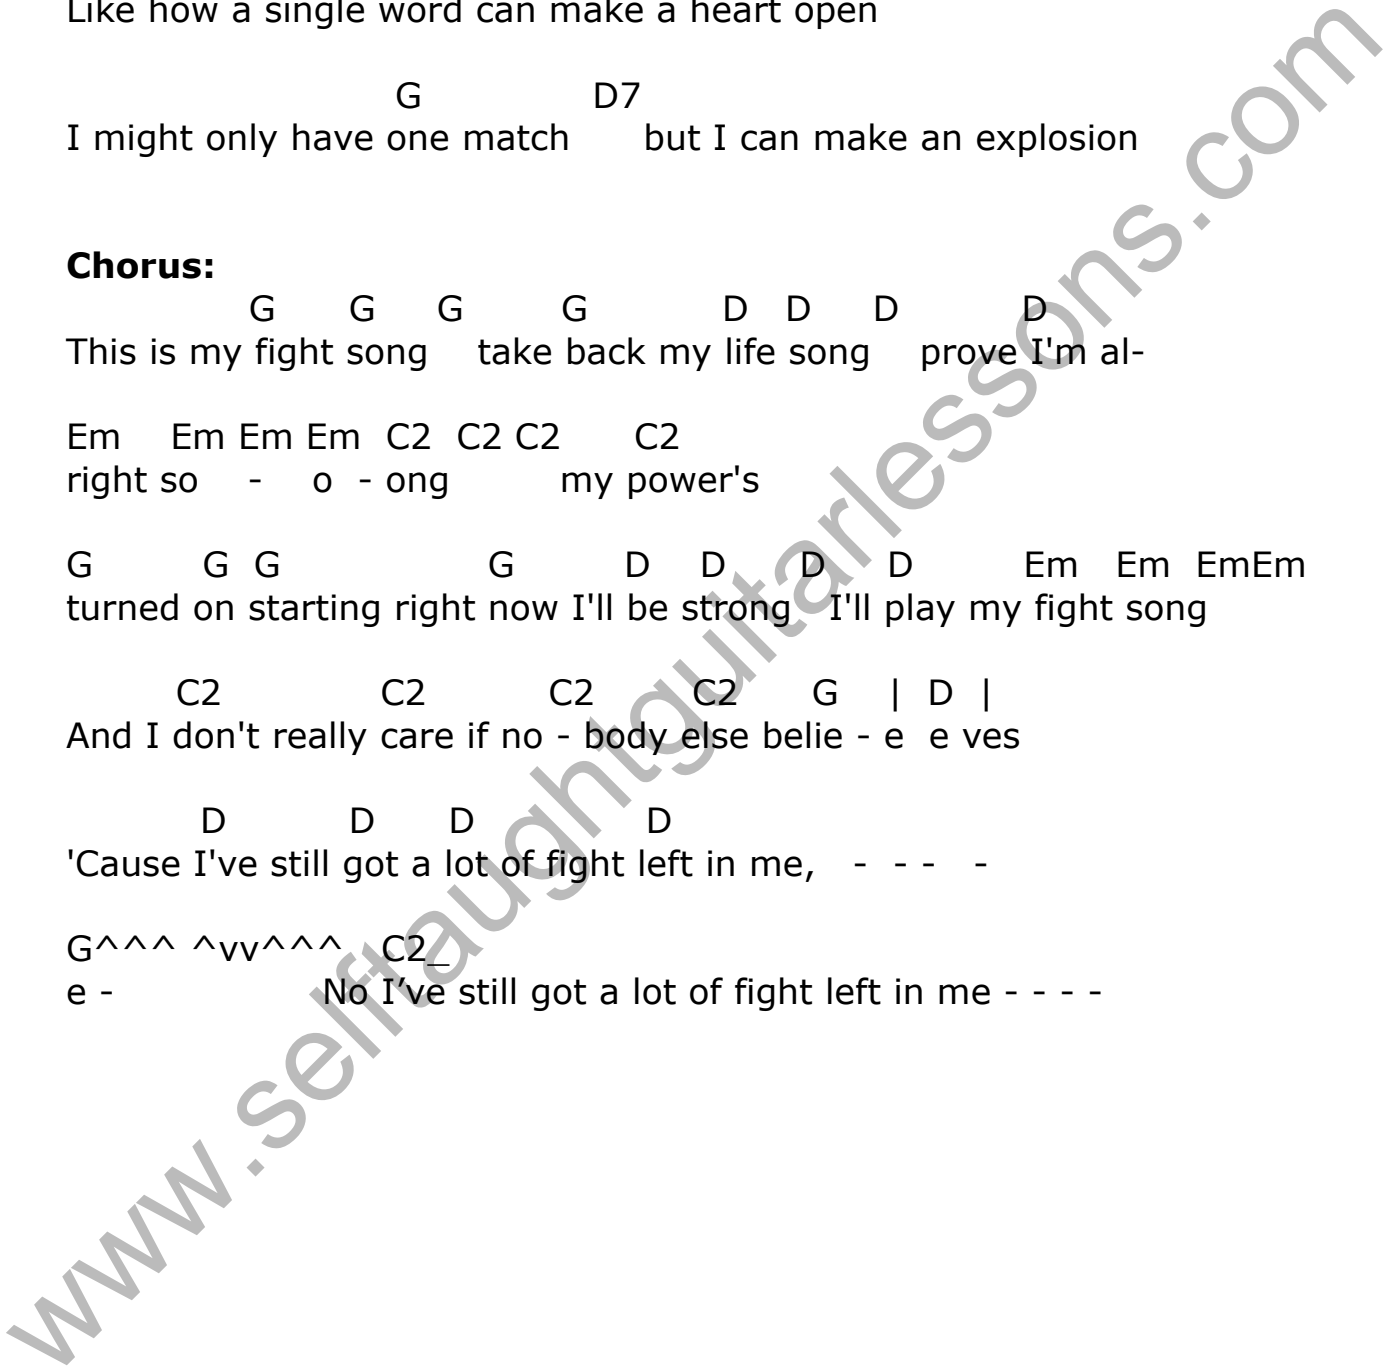 Like how a single word can make a heart open
G D7
I might only have one match but I can make an explosion
Chorus:
G G G G D D D D
This is my fight song take back my life song prove I'm al-
Em Em Em Em C2 C2 C2 C2
right so - o - ong my power's
G G G G D D D D Em Em EmEm
turned on starting right now I'll be strong I'll play my fight song
C2 C2 C2 C2 G | D |
And I don't really care if no - body else belie - e e ves
D D D D
'Cause I've still got a lot of fight left in me, - - - -
G^^^ ^vv^^^ C2_
e - No I’ve still got a lot of fight left in me - - - -
www.selftaughtguitarlessons.com